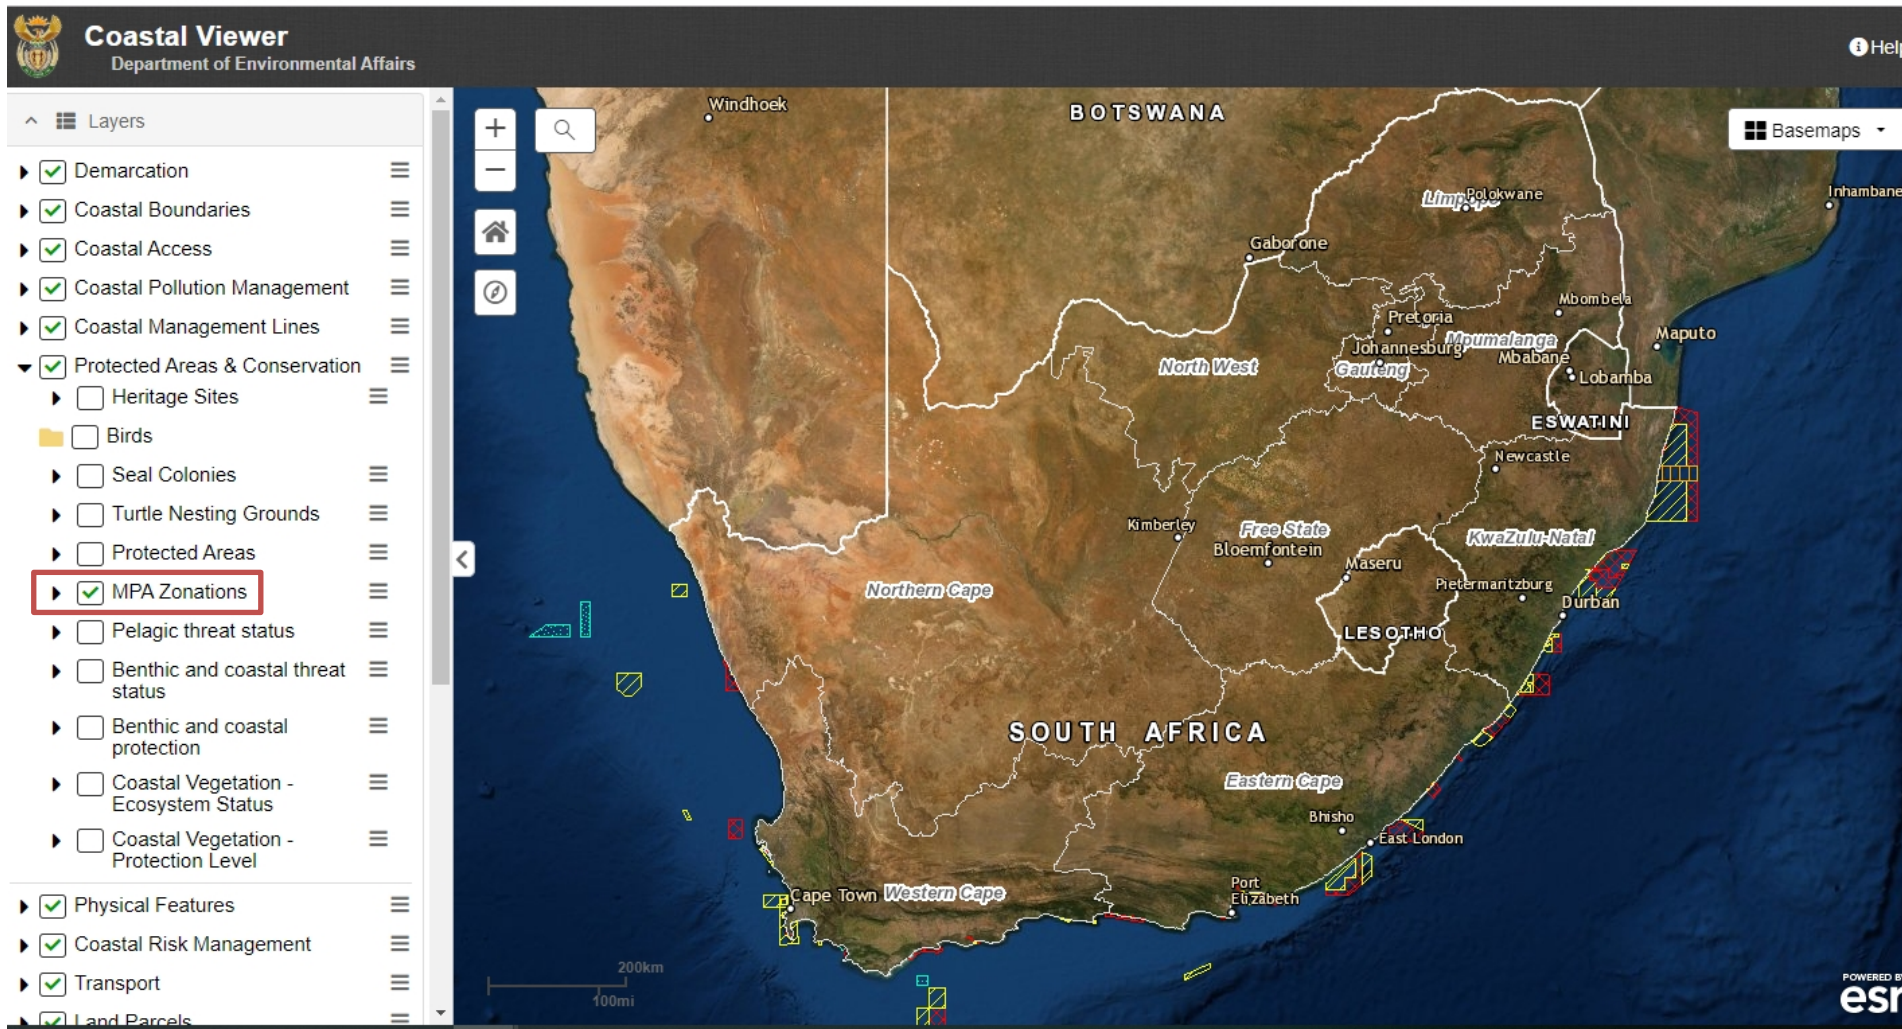 Coastal Viewer
Department of Environmental Affairs
Help
Layers
Demarcation
Coastal Boundaries
Coastal Access
Coastal Pollution Management
Coastal Management Lines
Protected Areas & Conservation
Heritage Sites
Birds
Seal Colonies
Turtle Nesting Grounds
Protected Areas
MPA Zonations
Pelagic threat status
Benthic and coastal threat
status
Benthic and coastal
protection
Coastal Vegetation -
Ecosystem Status
Coastal Vegetation -
Protection Level
Physical Features
Coastal Risk Management
Transport
Land Parcels
Basemaps
Windhoek
BOTSWANA
Inhambane
Limpopo
Polokwane
Gaborone
Mbombela
Pretoria
Maputo
Johannesburg
Mpumalanga
Mbabane
North West
Gauteng
Lobamba
ESWATINI
Newcastle
Kimberley
Free State
KwaZulu-Natal
Bloemfontein
Maseru
Northern Cape
Pietermaritzburg
Durban
LESOTHO
SOUTH AFRICA
Eastern Cape
Bhisho
East London
Port
Elizabeth
Cape Town
Western Cape
200km
100mi
POWERED BY
esri